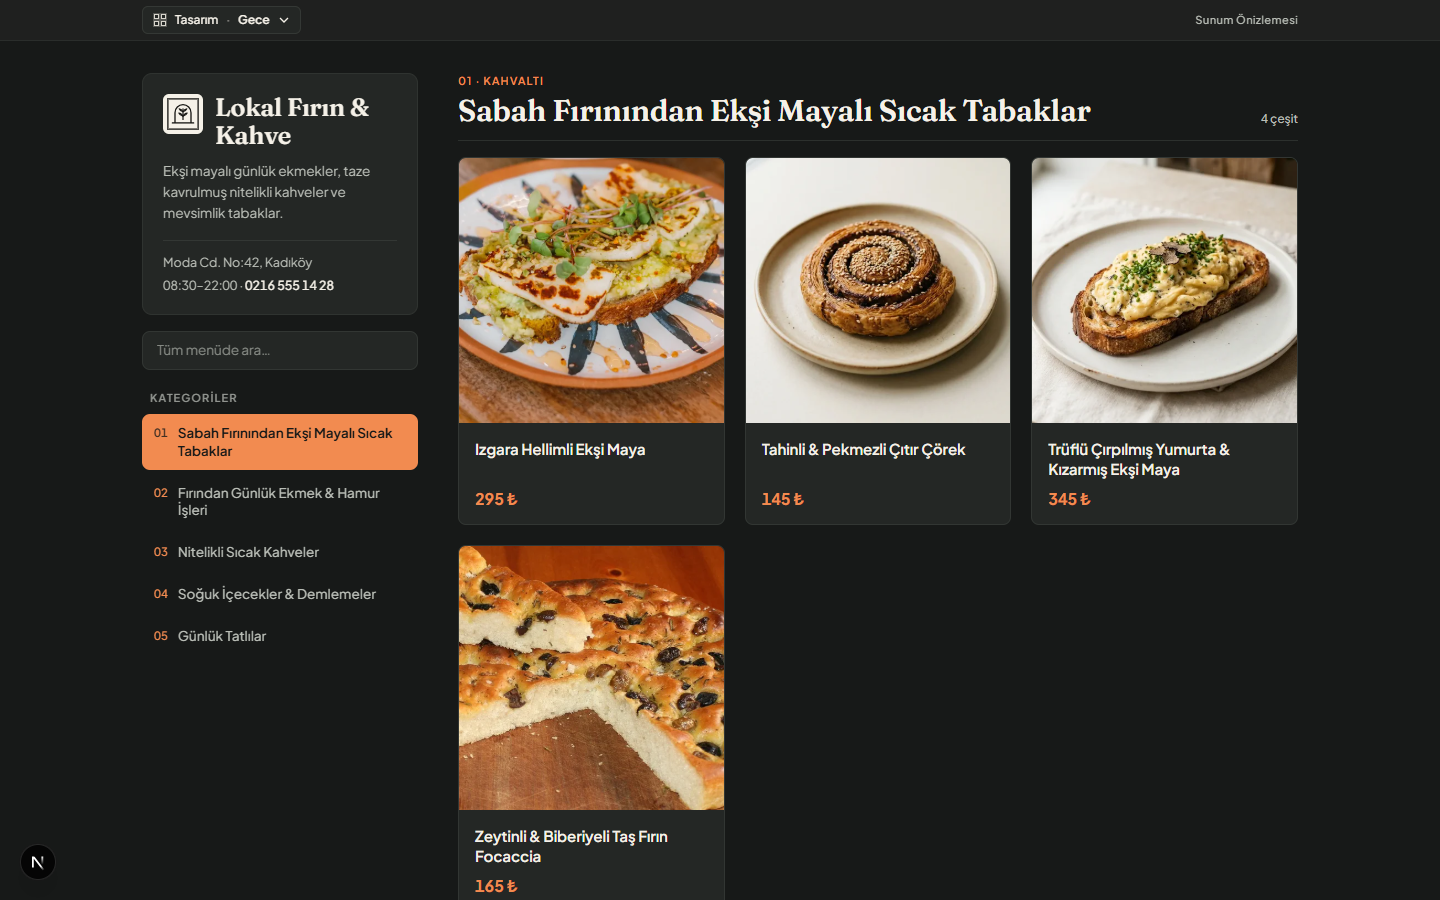 Tasarım · Gece
Sunum Önizlemesi
Lokal Fırın &
Kahve
Ekşi mayalı günlük ekmekler, taze
kavrulmuş nitelikli kahveler ve
mevsimlik tabaklar.
Moda Cd. No:42, Kadıköy
08:30–22:00 · 0216 555 14 28
Tüm menüde ara...
KATEGORİLER
01 Sabah Fırınından Ekşi Mayalı Sıcak
Tabaklar
02 Fırından Günlük Ekmek & Hamur
İşleri
03 Nitelikli Sıcak Kahveler
04 Soğuk İçecekler & Demlemeler
05 Günlük Tatlılar
01 · KAHVALTI
Sabah Fırınından Ekşi Mayalı Sıcak Tabaklar
4 çeşit
Izgara Hellimli Ekşi Maya
295 ₺
Tahinli & Pekmezli Çıtır Çörek
145 ₺
Trüflü Çırpılmış Yumurta &
Kızarmış Ekşi Maya
345 ₺
Zeytinli & Biberiyeli Taş Fırın
Focaccia
165 ₺
N